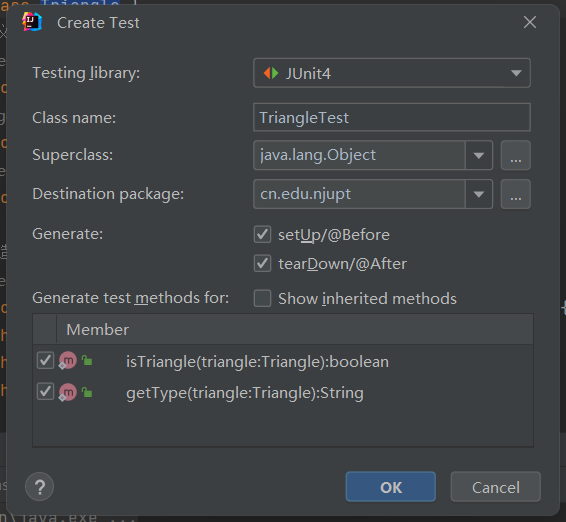 Create Test
Testing library:
JUnit4
Class name:
TriangleTest
Superclass:
java.lang.Object
...
Destination package:
cn.edu.njupt
...
Generate:
setUp/@Before
tearDown/@After
Generate test methods for:
Show inherited methods
Member
isTriangle(triangle:Triangle):boolean
getType(triangle:Triangle):String
?
OK
Cancel